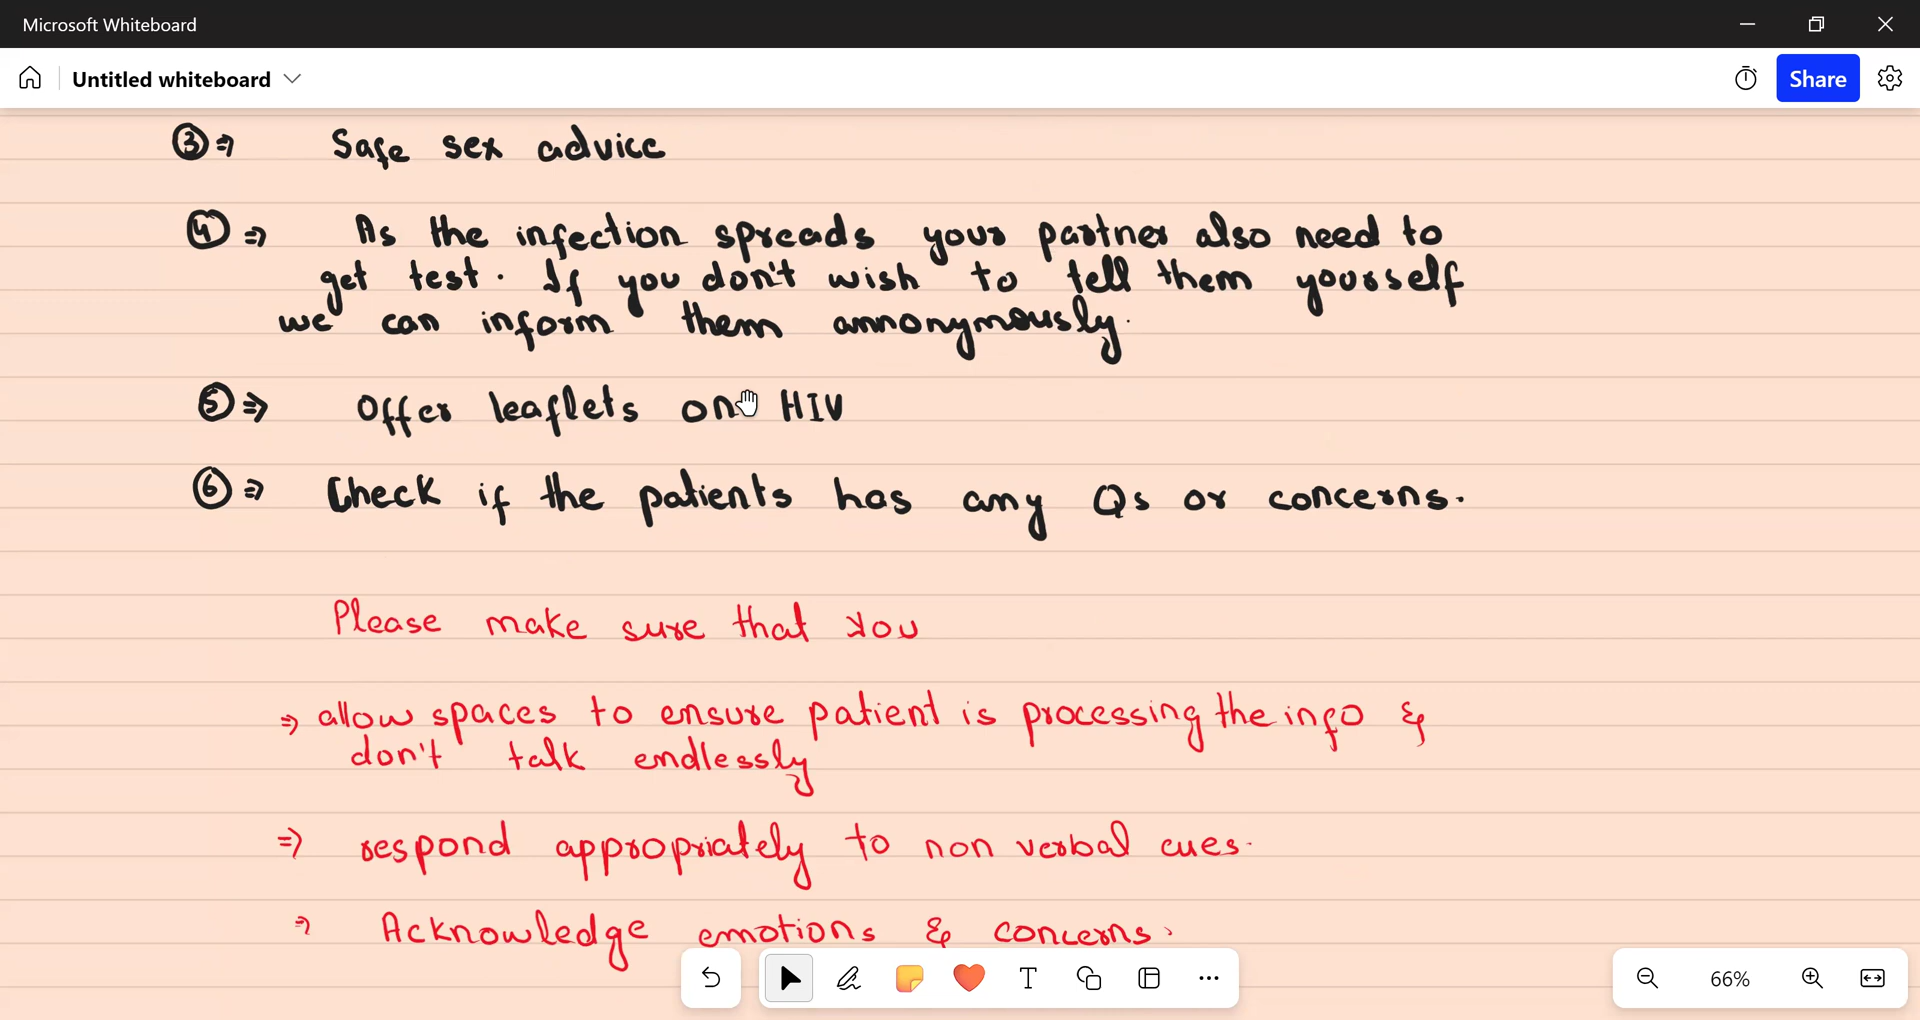 Microsoft Whiteboard
Untitled whiteboard
Share
3 ⇒ Safe sex advice
4 ⇒ As the infection spreads your partner also need to
get test. If you don't wish to tell them yourself
we can inform them annonymously.
5 ⇒ Offer leaflets on HIV
6 ⇒ Check if the patients has any Qs or concerns.
Please make sure that you
⇒ allow spaces to ensure patient is processing the info &
don't talk endlessly
⇒ respond appropriately to non verbal cues.
⇒ Acknowledge emotions & concerns.
66%